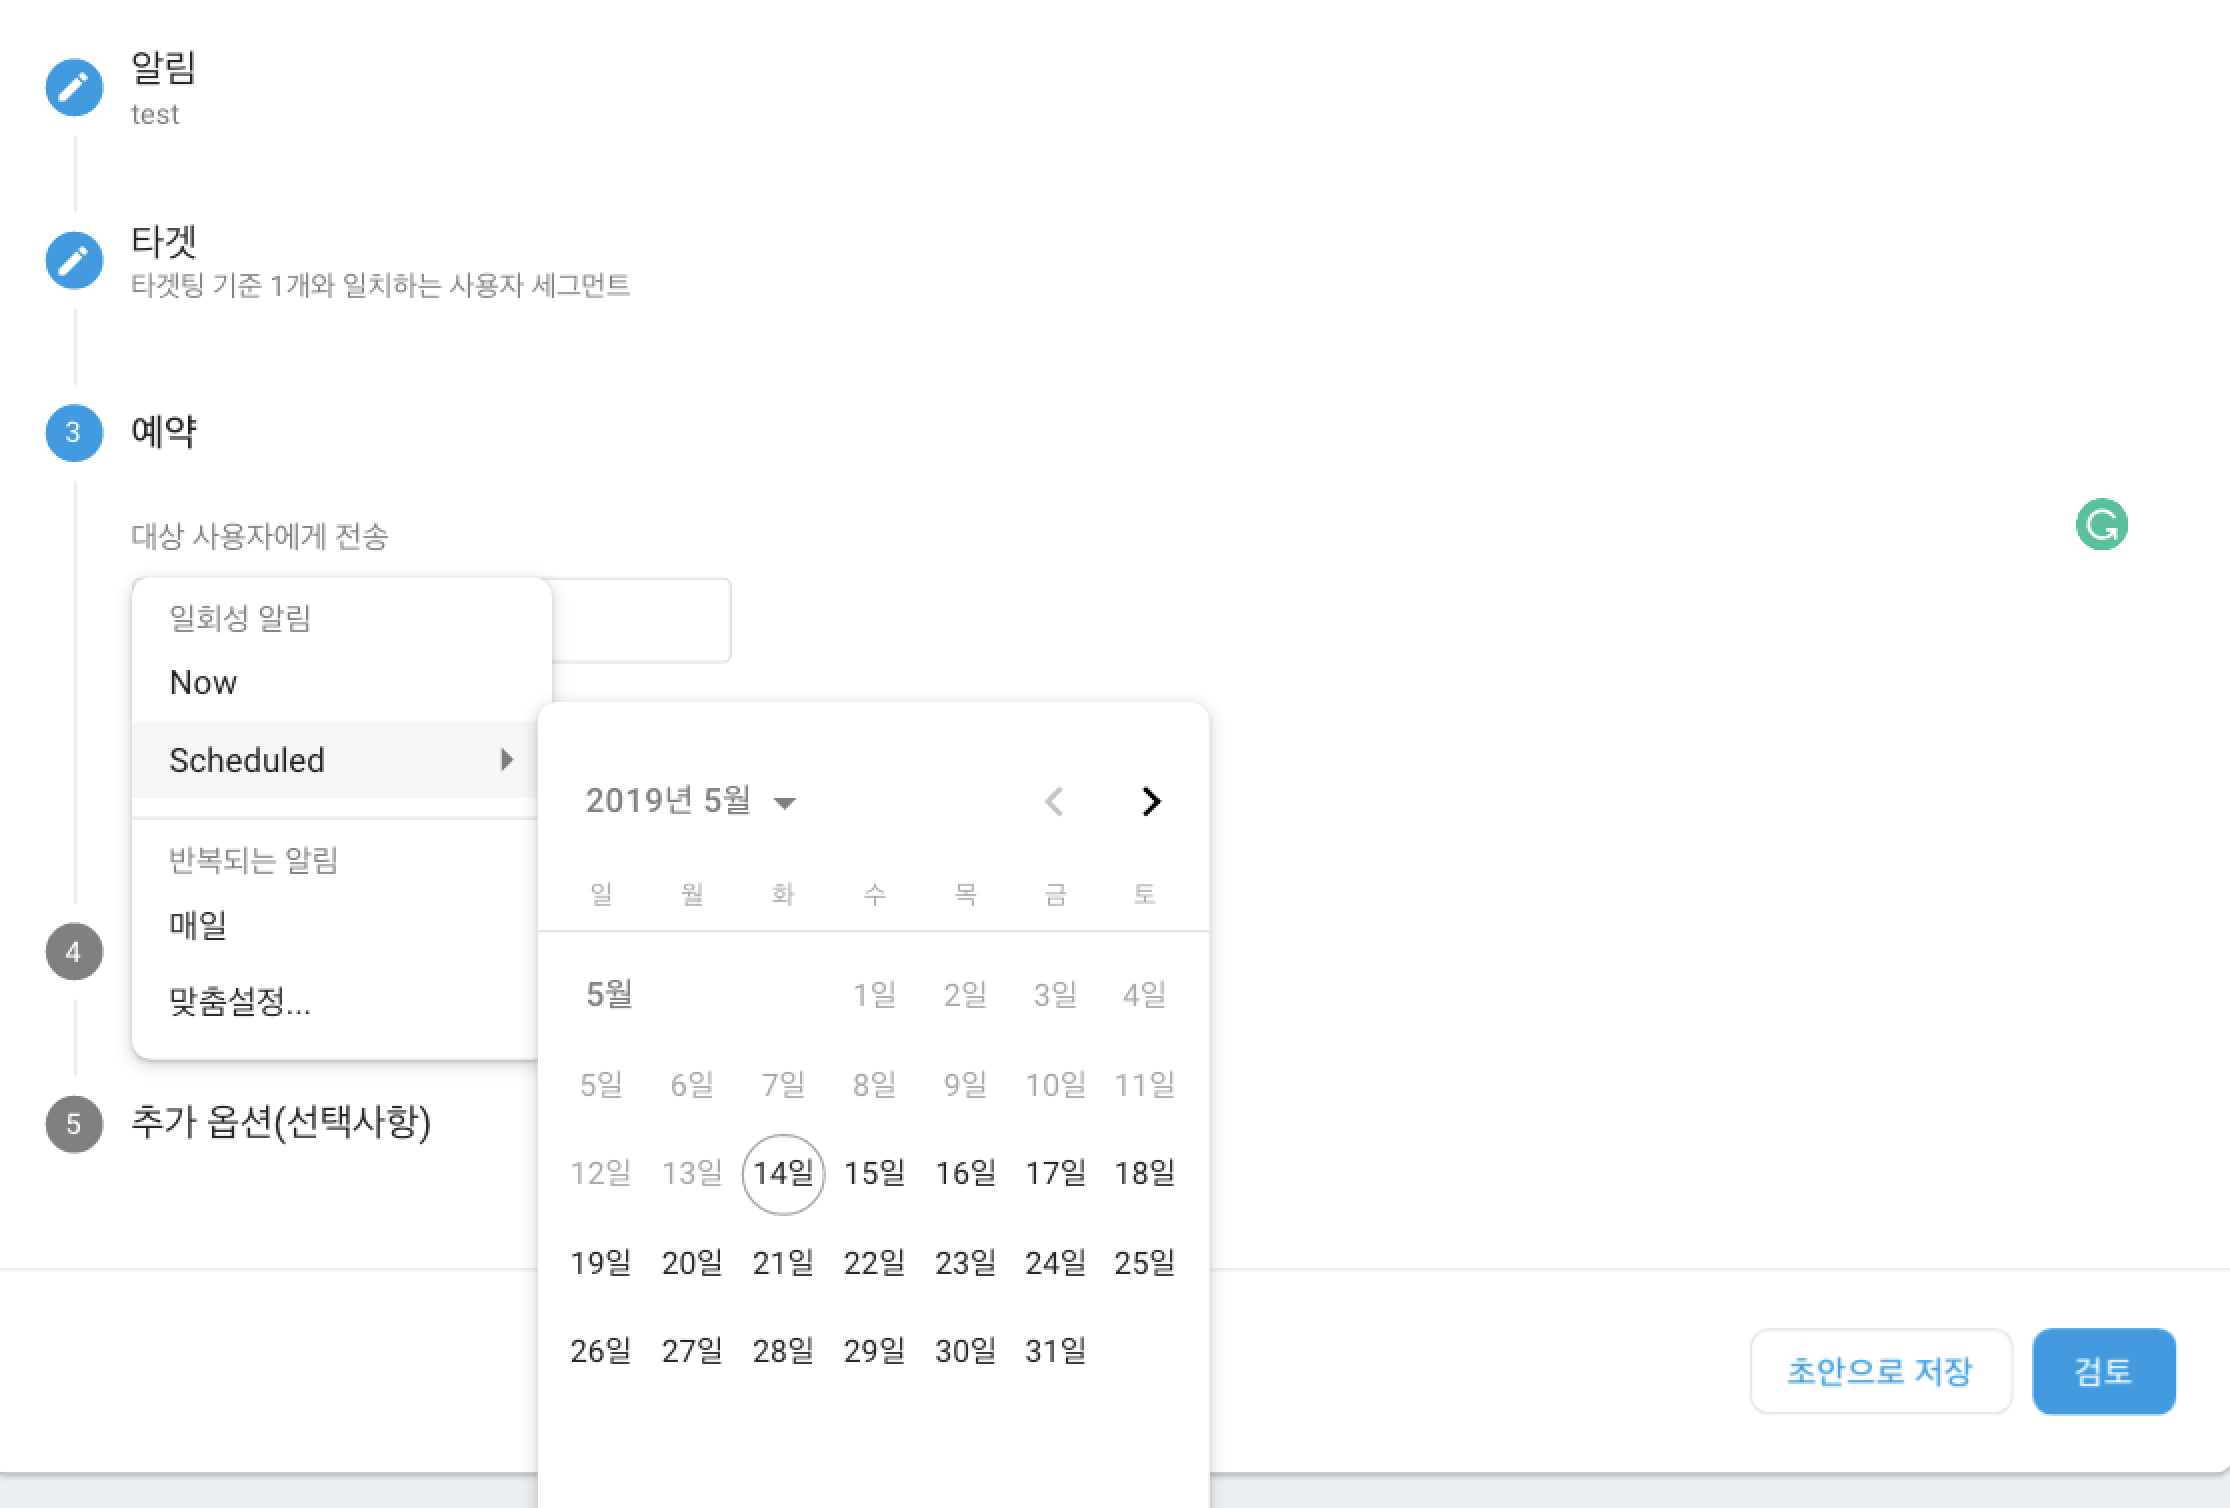 알림
test
타겟
타겟팅 기준 1개와 일치하는 사용자 세그먼트
3
예약
대상 사용자에게 전송
일회성 알림
Now
Scheduled
반복되는 알림
매일
맞춤설정...
2019년 5월
일 월 화 수 목 금 토
5월 1일 2일 3일 4일
5일 6일 7일 8일 9일 10일 11일
12일 13일 14일 15일 16일 17일 18일
19일 20일 21일 22일 23일 24일 25일
26일 27일 28일 29일 30일 31일
4
5
추가 옵션(선택사항)
초안으로 저장
검토